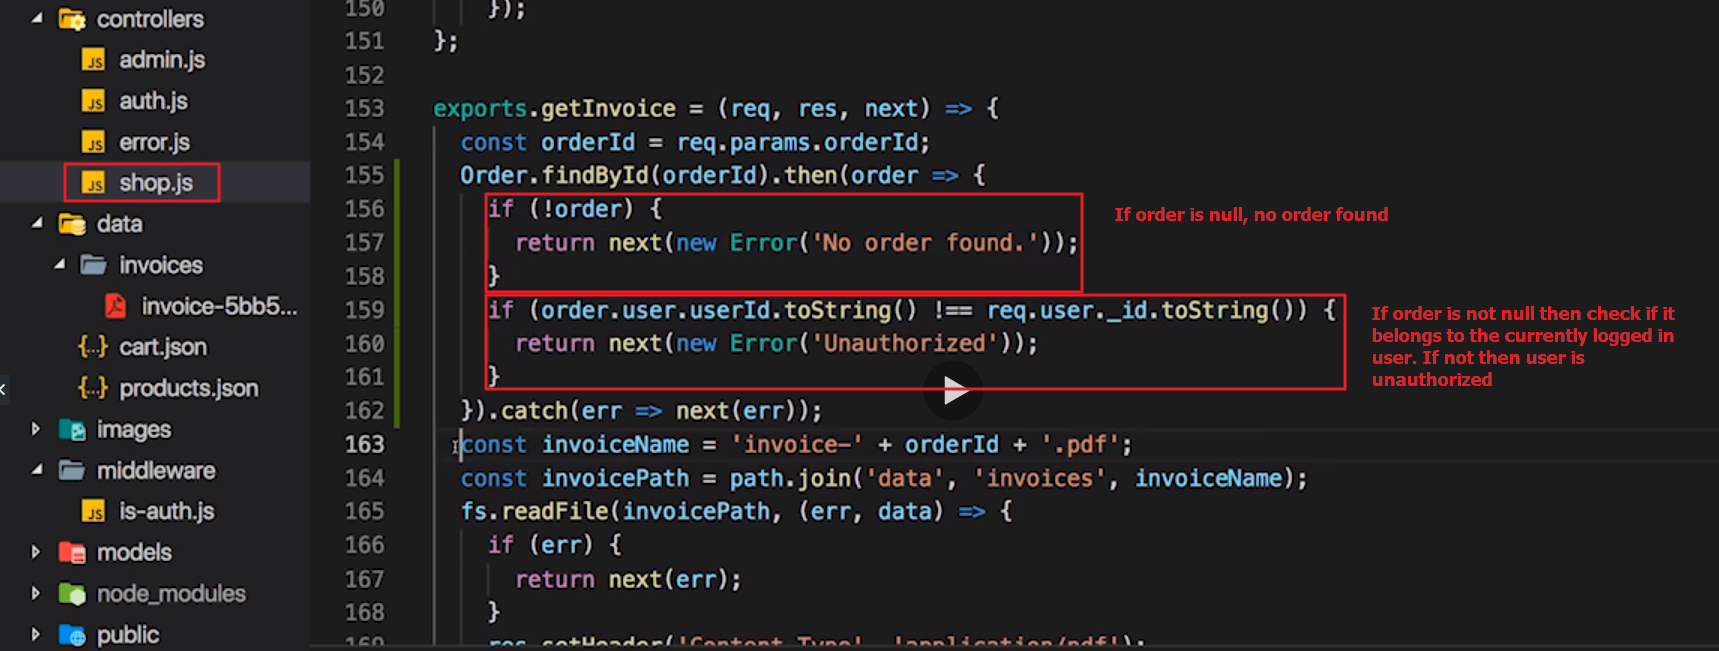 controllers
admin.js
auth.js
error.js
shop.js
data
invoices
invoice-5bb5...
cart.json
products.json
images
middleware
is-auth.js
models
node_modules
public
150 });
151 };
152
153 exports.getInvoice = (req, res, next) => {
154 const orderId = req.params.orderId;
155 Order.findById(orderId).then(order => {
156 if (!order) {
157 return next(new Error('No order found.'));
158 }
159 if (order.user.userId.toString() !== req.user._id.toString()) {
160 return next(new Error('Unauthorized'));
161 }
162 }).catch(err => next(err));
163 const invoiceName = 'invoice-' + orderId + '.pdf';
164 const invoicePath = path.join('data', 'invoices', invoiceName);
165 fs.readFile(invoicePath, (err, data) => {
166 if (err) {
167 return next(err);
168 }
169 res.setHeader('Content-Type', 'application/pdf');
If order is null, no order found
If order is not null then check if it
belongs to the currently logged in
user. If not then user is
unauthorized